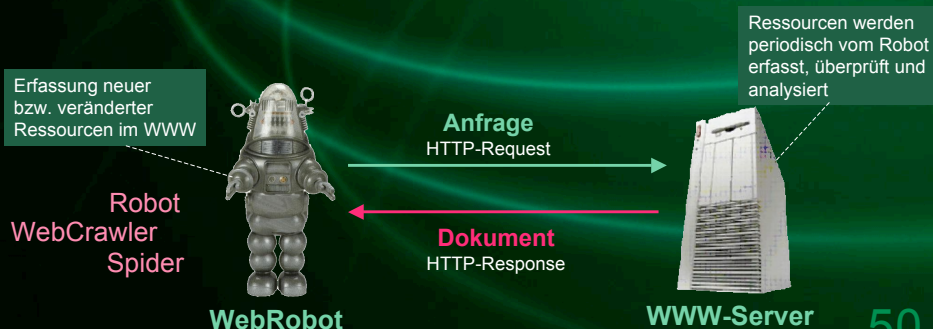 Ressourcen werden
periodisch vom Robot
erfasst, überprüft und
analysiert
Erfassung neuer
bzw. veränderter
Ressourcen im WWW
Anfrage
HTTP-Request
Robot
WebCrawler
Spider
Dokument
HTTP-Response
WebRobot
WWW-Server
50